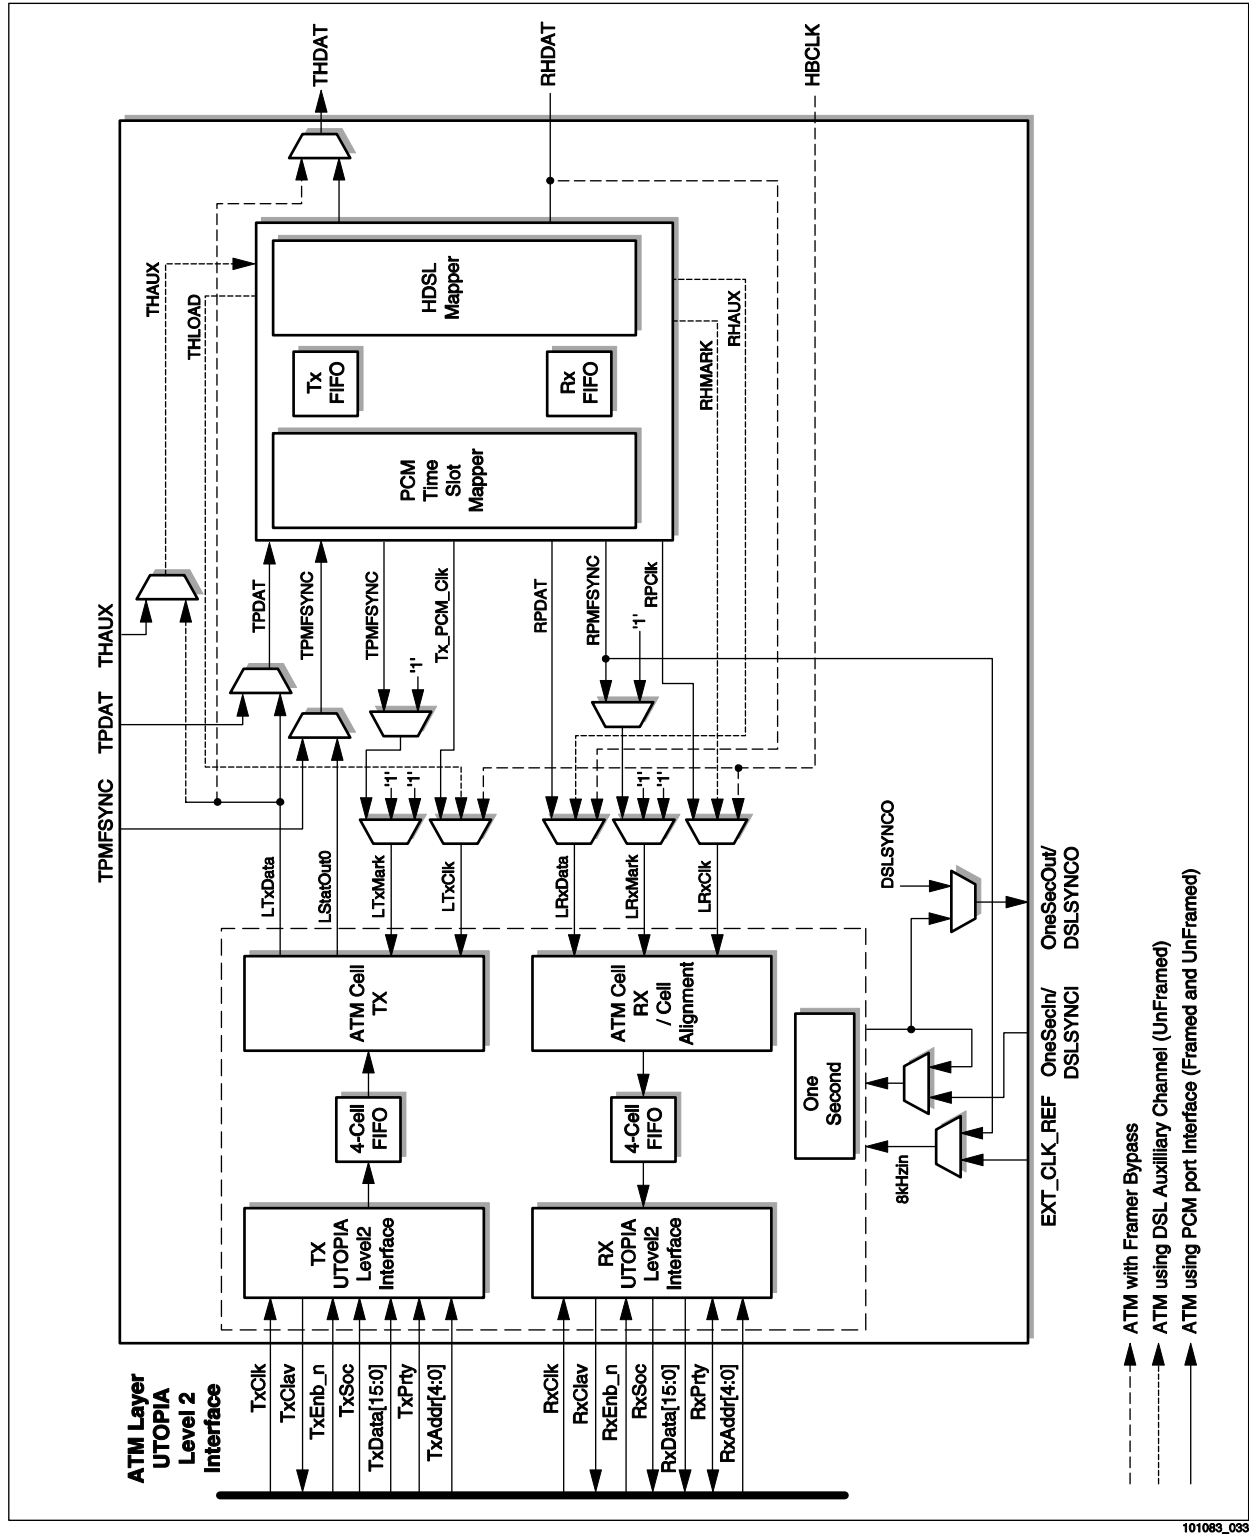 ATM Layer
UTOPIA
Level 2
Interface
TxClk
TxClav
TxEnb_n
TxSoc
TxData[15:0]
TxPrty
TxAddr[4:0]
RxClk
RxClav
RxEnb_n
RxSoc
RxData[15:0]
RxPrty
RxAddr[4:0]
TX
UTOPIA
Level2
Interface
RX
UTOPIA
Level2
Interface
4-Cell
FIFO
4-Cell
FIFO
ATM Cell
TX
ATM Cell
RX
/ Cell
Alignment
One
Second
8kHzin
LTxData
LStatOut0
LTxMark
LTxClk
LRxData
LRxMark
LRxClk
DSLSYNCO
'1'
'1'
'1'
'1'
'1'
'1'
TPMFSYNC
TPDAT
THAUX
TPDAT
TPMFSYNC
TPMFSYNC
Tx_PCM_Clk
RPDAT
RPMFSYNC
RPClk
THAUX
THLOAD
RHMARK
RHAUX
PCM
Time
Slot
Mapper
Tx
FIFO
Rx
FIFO
HDSL
Mapper
THDAT
RHDAT
HBCLK
EXT_CLK_REF
OneSecIn/
DSLSYNCI
OneSecOut/
DSLSYNCO
ATM with Framer Bypass
ATM using DSL Auxilliary Channel (UnFramed)
ATM using PCM port Interface (Framed and UnFramed)
101083_033